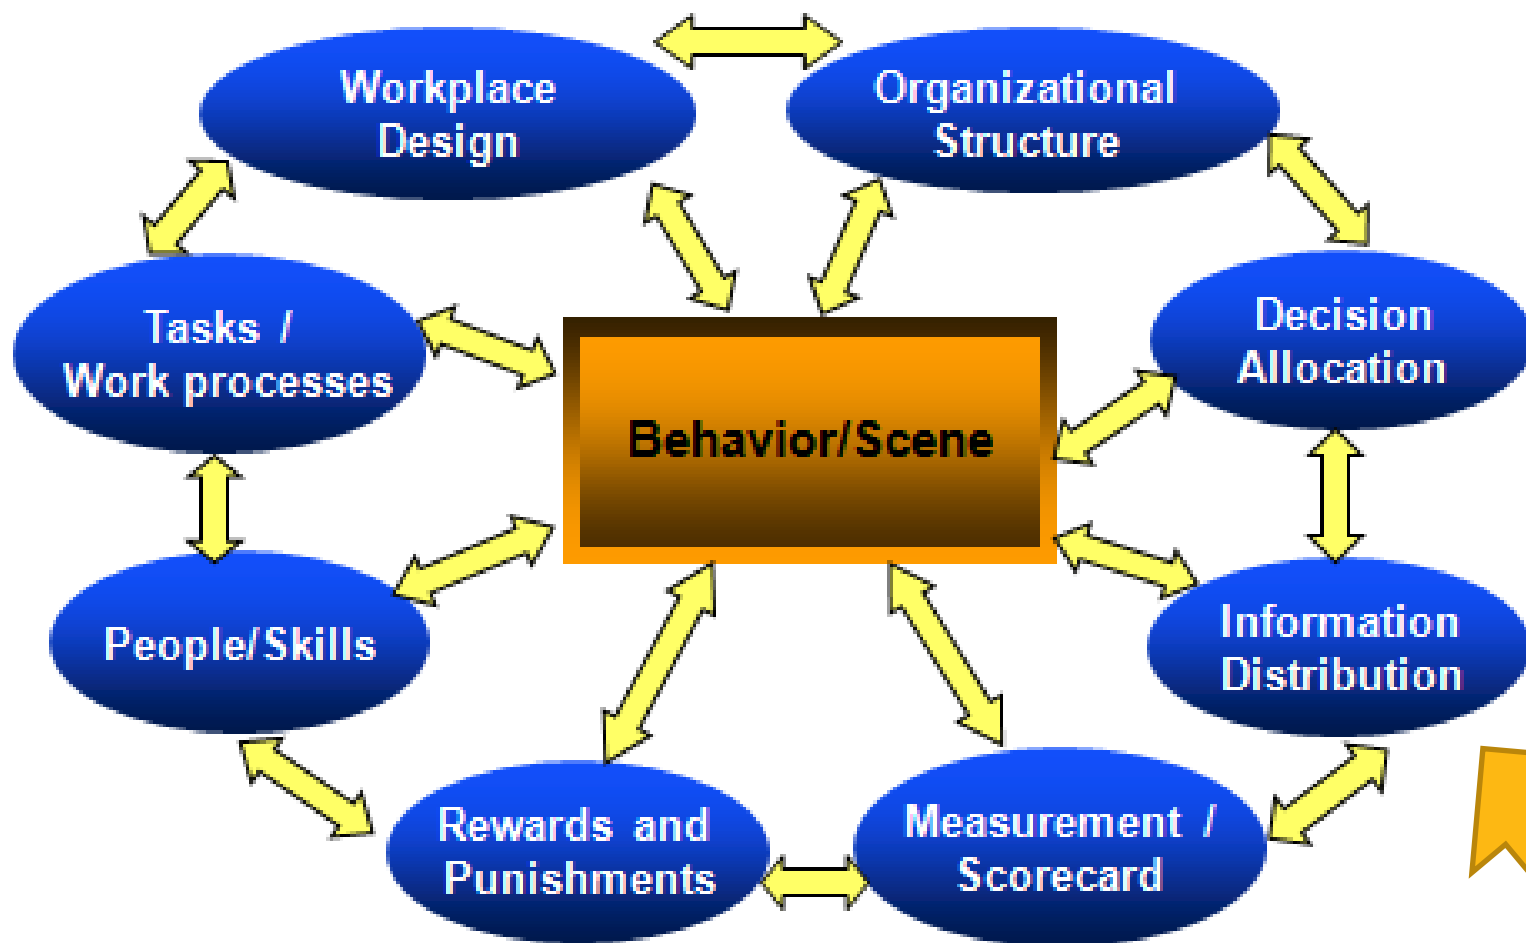 Workplace
Design
Organizational
Structure
Tasks /
Work processes
Decision
Allocation
Behavior/Scene
People/Skills
Information
Distribution
Rewards and
Punishments
Measurement /
Scorecard